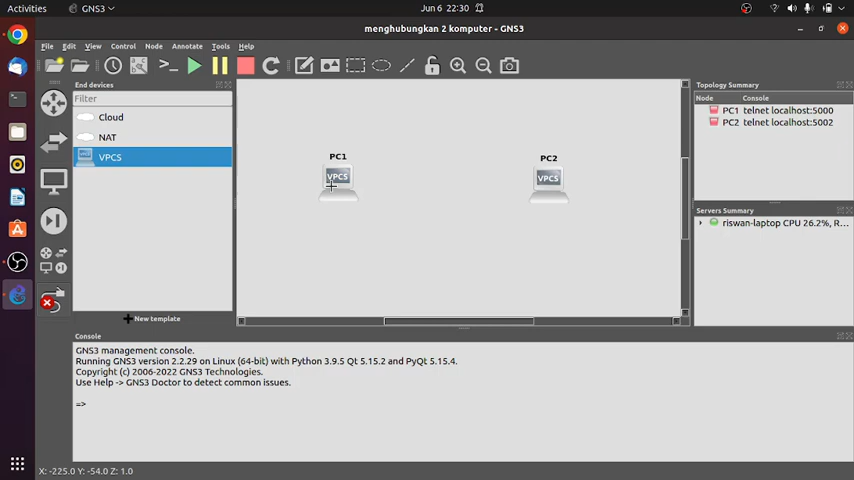 Activities
GNS3
Jun 6 22:30
menghubungkan 2 komputer - GNS3
File Edit View Control Node Annotate Tools Help
End devices
Filter
Cloud
NAT
VPCS
New template
PC1
VPCS
PC2
VPCS
Topology Summary
Node Console
PC1 telnet localhost:5000
PC2 telnet localhost:5002
Servers Summary
riswan-laptop CPU 26.2%, R...
Console
GNS3 management console.
Running GNS3 version 2.2.29 on Linux (64-bit) with Python 3.9.5 Qt 5.15.2 and PyQt 5.15.4.
Copyright (c) 2006-2022 GNS3 Technologies.
Use Help -> GNS3 Doctor to detect common issues.
=>
X: -225.0 Y: -54.0 Z: 1.0